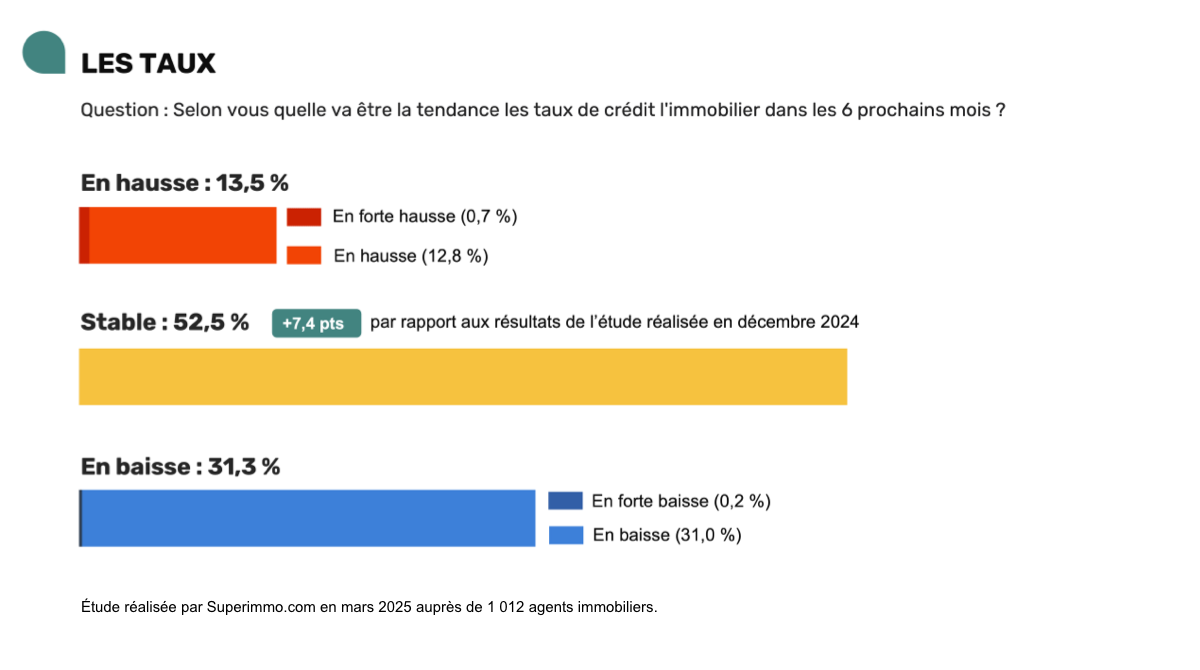 LES TAUX
Question : Selon vous quelle va être la tendance les taux de crédit l'immobilier dans les 6 prochains mois ?
En hausse : 13,5 %
En forte hausse (0,7 %)
En hausse (12,8 %)
Stable : 52,5 % +7,4 pts par rapport aux résultats de l’étude réalisée en décembre 2024
En baisse : 31,3 %
En forte baisse (0,2 %)
En baisse (31,0 %)
Étude réalisée par Superimmo.com en mars 2025 auprès de 1 012 agents immobiliers.